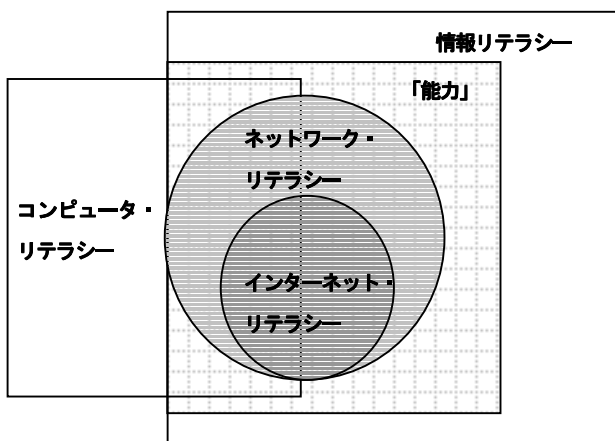 情報リテラシー
「能力」
ネットワーク・
リテラシー
コンピュータ・
リテラシー
インターネット・
リテラシー